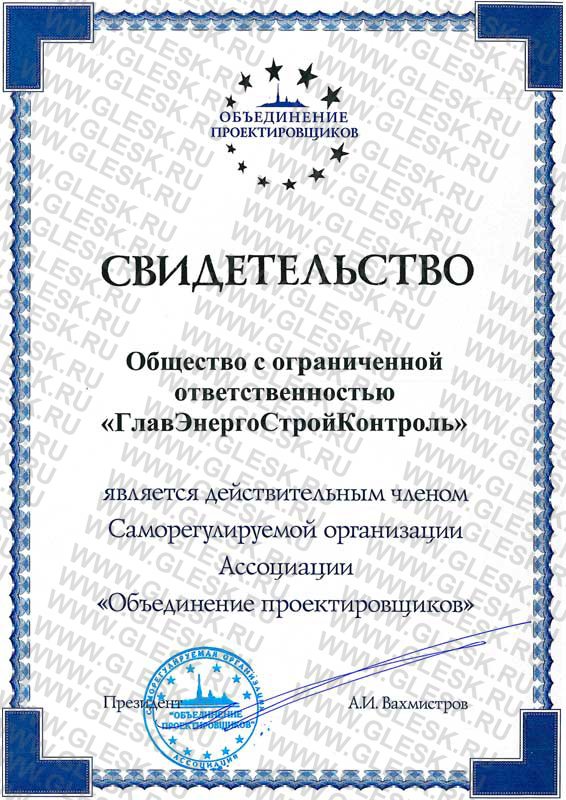 ОБЪЕДИНЕНИЕ
ПРОЕКТИРОВЩИКОВ
СВИДЕТЕЛЬСТВО
Общество с ограниченной
ответственностью
«ГлавЭнергоСтройКонтроль»
является действительным членом
Саморегулируемой организации
Ассоциации
«Объединение проектировщиков»
Президент
А.И. Вахмистров
САМОРЕГУЛИРУЕМАЯ ОРГАНИЗАЦИЯ
"ОБЪЕДИНЕНИЕ
ПРОЕКТИРОВЩИКОВ"
АССОЦИАЦИЯ
WWW.GLESK.RU